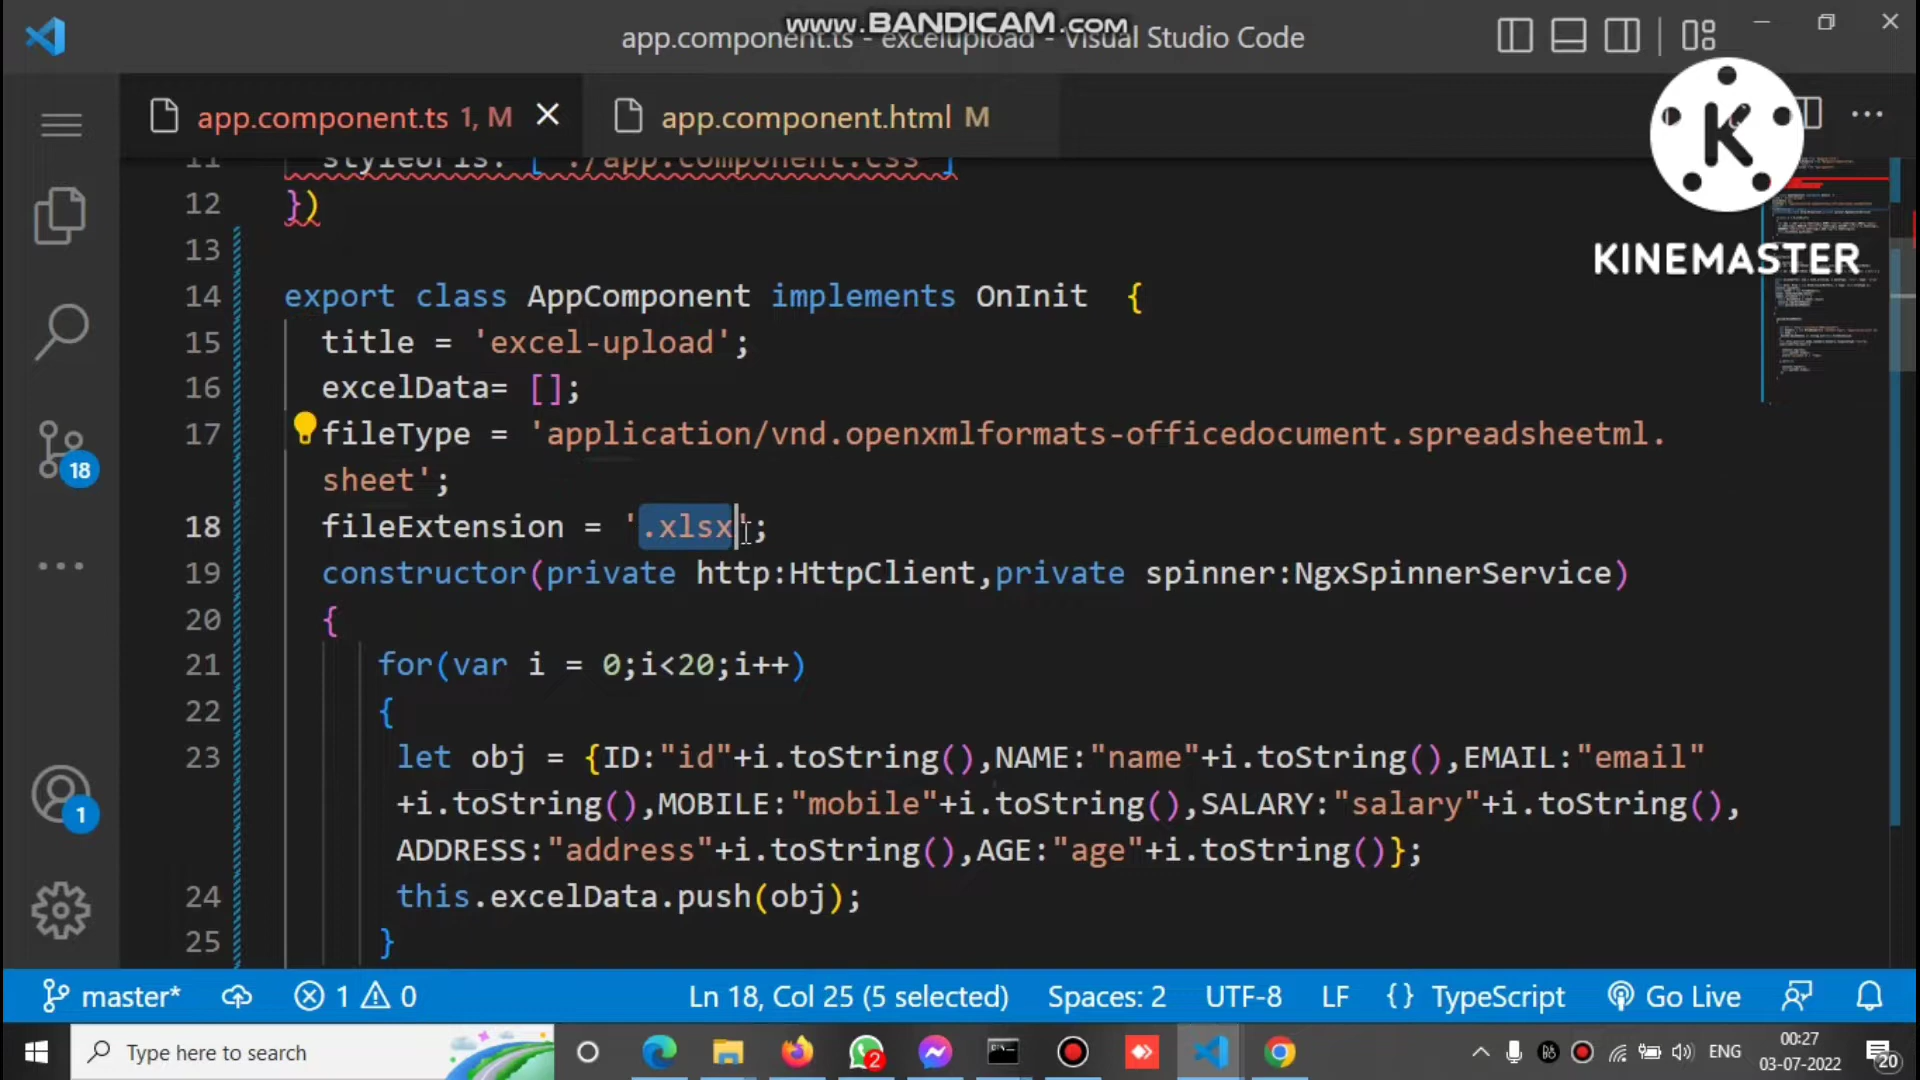 www.BANDICAM.com
app.component.ts - excelupload - Visual Studio Code
app.component.ts 1, M
app.component.html M
KINEMASTER
11 styleUrls: ['./app.component.css']
12 })
13
14 export class AppComponent implements OnInit {
15 title = 'excel-upload';
16 excelData= [];
17 fileType = 'application/vnd.openxmlformats-officedocument.spreadsheetml.
sheet';
18 fileExtension = '.xlsx';
19 constructor(private http:HttpClient,private spinner:NgxSpinnerService)
20 {
21 for(var i = 0;i<20;i++)
22 {
23 let obj = {ID:"id"+i.toString(),NAME:"name"+i.toString(),EMAIL:"email"
+i.toString(),MOBILE:"mobile"+i.toString(),SALARY:"salary"+i.toString(),
ADDRESS:"address"+i.toString(),AGE:"age"+i.toString()};
24 this.excelData.push(obj);
25 }
18
1
master* 1 0 Ln 18, Col 25 (5 selected) Spaces: 2 UTF-8 LF {} TypeScript Go Live
Type here to search
2
ENG
00:27
03-07-2022
20